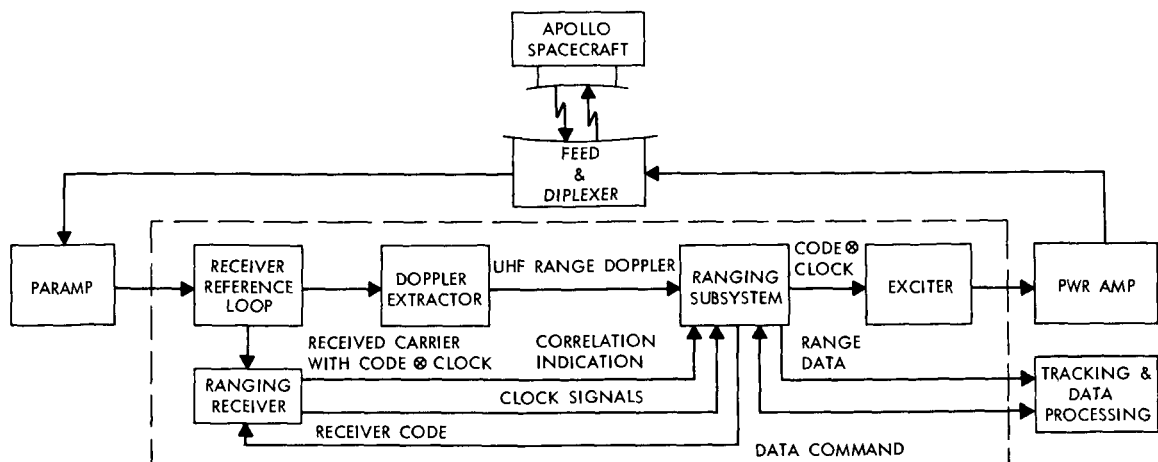 APOLLO
SPACECRAFT
FEED
&
DIPLEXER
PARAMP
RECEIVER
REFERENCE
LOOP
DOPPLER
EXTRACTOR
UHF RANGE DOPPLER
RANGING
SUBSYSTEM
CODE ⊗
CLOCK
EXCITER
PWR AMP
RECEIVED CARRIER
WITH CODE ⊗ CLOCK
CORRELATION
INDICATION
RANGE
DATA
RANGING
RECEIVER
CLOCK SIGNALS
TRACKING &
DATA
PROCESSING
RECEIVER CODE
DATA COMMAND